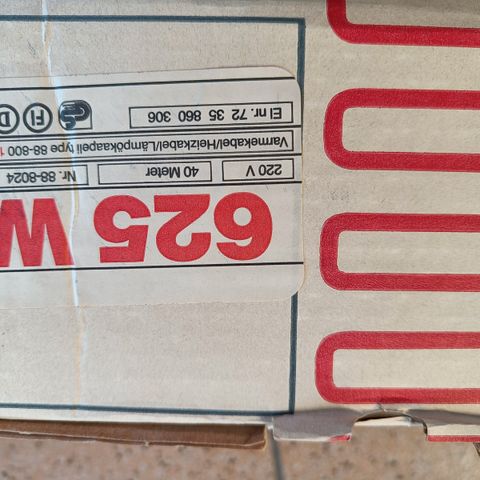 625 W
220 V 40 Meter Nr. 88-8024
Varmekabel/Heizkabel/Lämpökaapeli type 88-800
El nr. 72 35 860 306 FI D